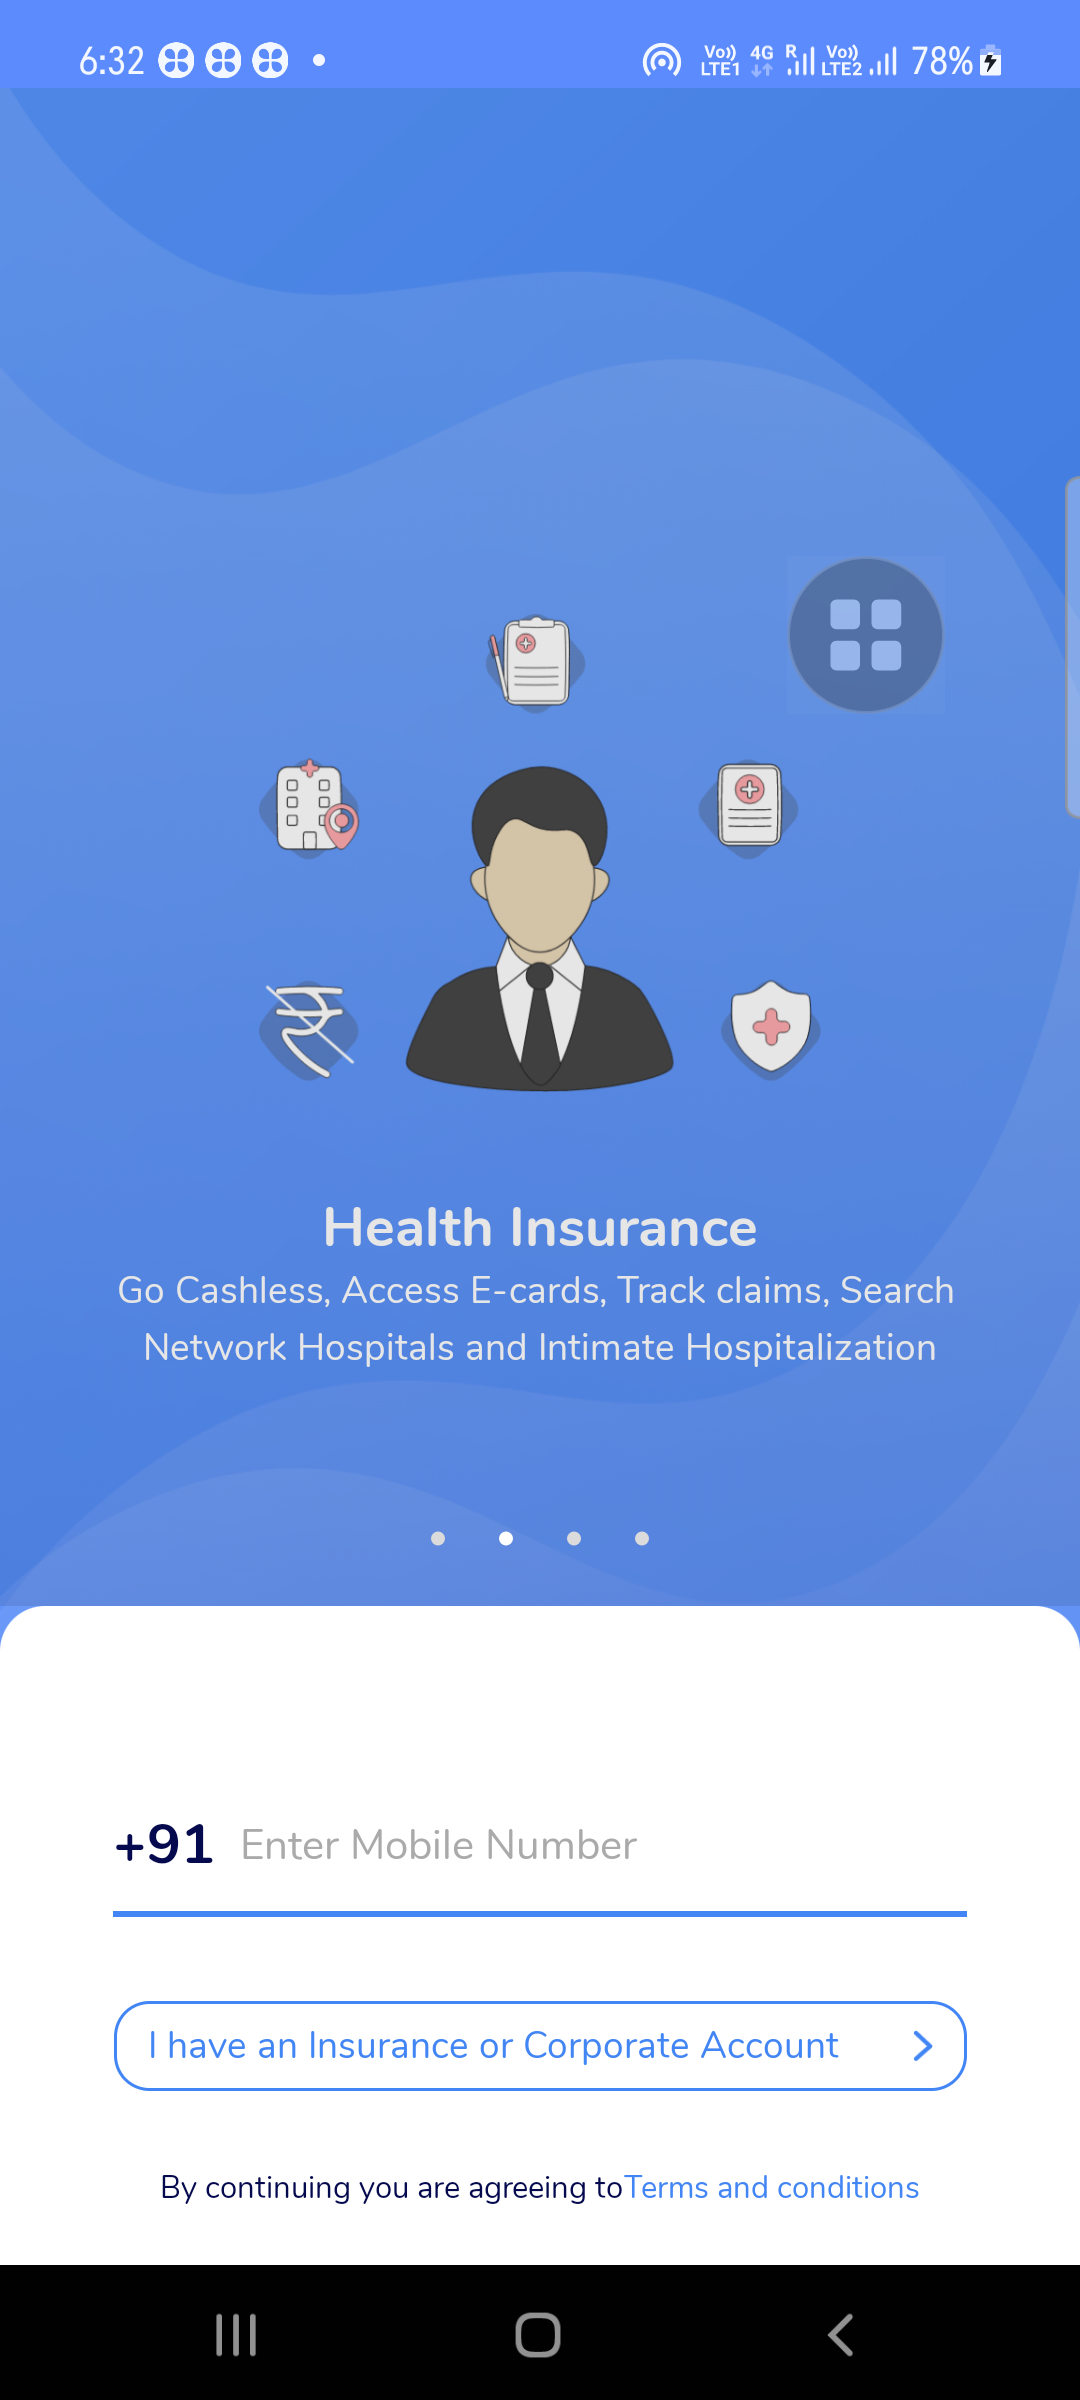 6:32
Vo)) LTE1 4G R Vo)) LTE2 78%
Health Insurance
Go Cashless, Access E-cards, Track claims, Search
Network Hospitals and Intimate Hospitalization
+91 Enter Mobile Number
I have an Insurance or Corporate Account
By continuing you are agreeing toTerms and conditions